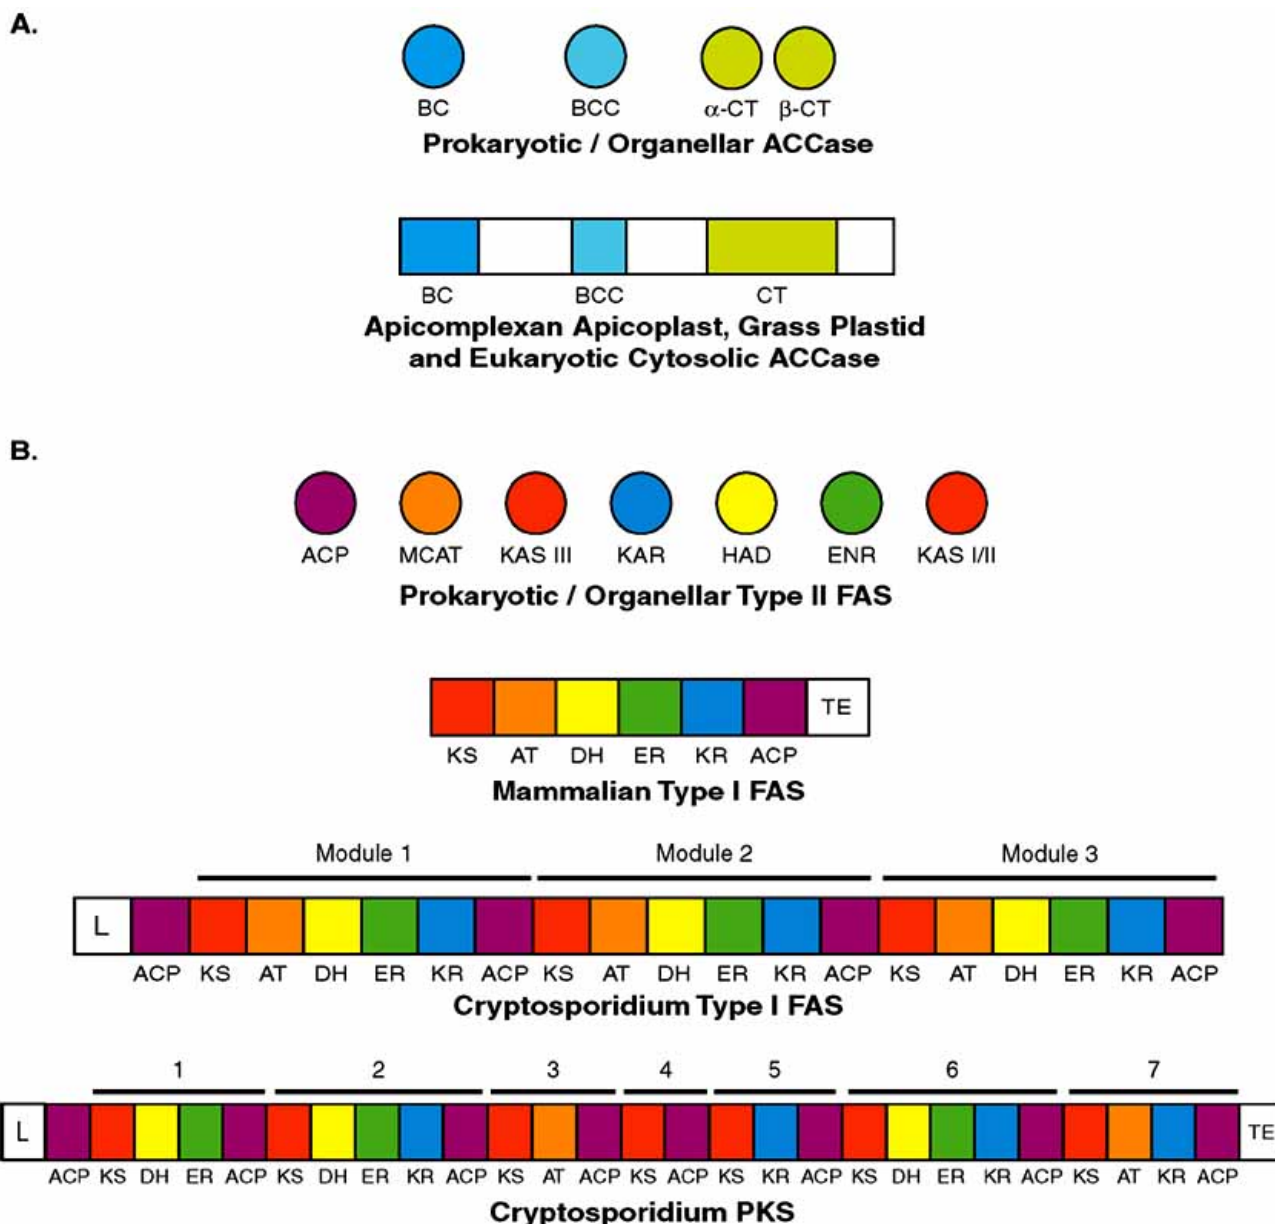 A.
BC BCC α-CT β-CT
Prokaryotic / Organellar ACCase
BC BCC CT
Apicomplexan Apicoplast, Grass Plastid
and Eukaryotic Cytosolic ACCase
B.
ACP MCAT KAS III KAR HAD ENR KAS I/II
Prokaryotic / Organellar Type II FAS
TE
KS AT DH ER KR ACP
Mammalian Type I FAS
Module 1 Module 2 Module 3
L
ACP KS AT DH ER KR ACP KS AT DH ER KR ACP KS AT DH ER KR ACP
Cryptosporidium Type I FAS
1 2 3 4 5 6 7
L TE
ACP KS DH ER ACP KS DH ER KR ACP KS AT ACP KS ACP KS KR ACP KS DH ER KR ACP KS AT KR ACP
Cryptosporidium PKS